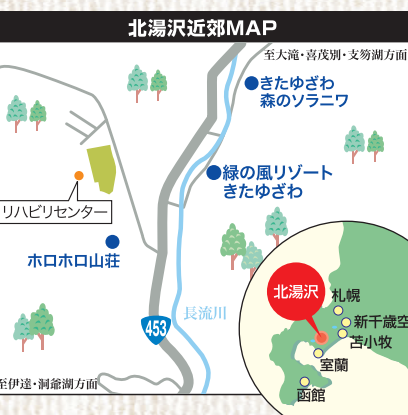 北湯沢近郊MAP
至大滝・喜茂別・支笏湖方面
きたゆざわ
森のソラニワ
緑の風リゾート
きたゆざわ
リハビリセンター
ホロホロ山荘
北湯沢
札幌
長流川
新千歳空
453
苫小牧
室蘭
至伊達・洞爺湖方面
函館